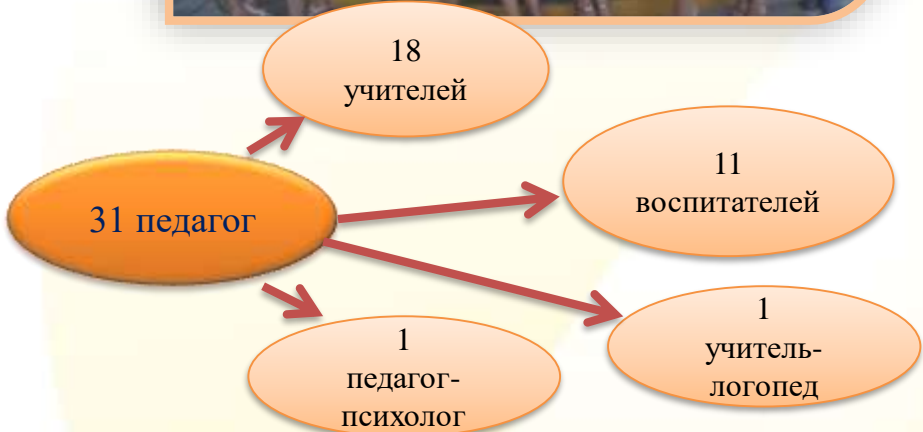 18
учителей
11
воспитателей
31 педагог
1
учитель-
логопед
1
педагог-
психолог